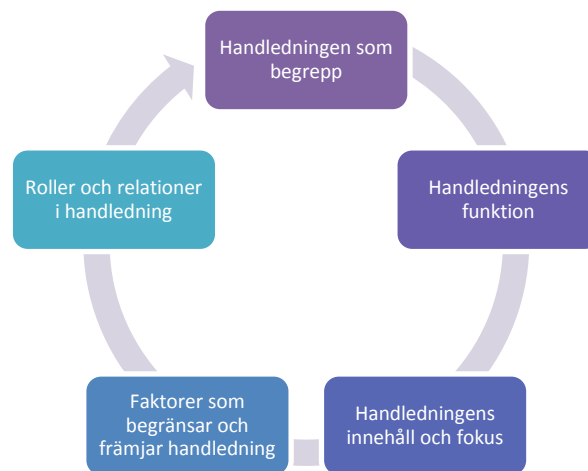 Handledningen som
begrepp
Handledningens
funktion
Handledningens
innehåll och fokus
Faktorer som
begränsar och
främjar handledning
Roller och relationer
i handledning